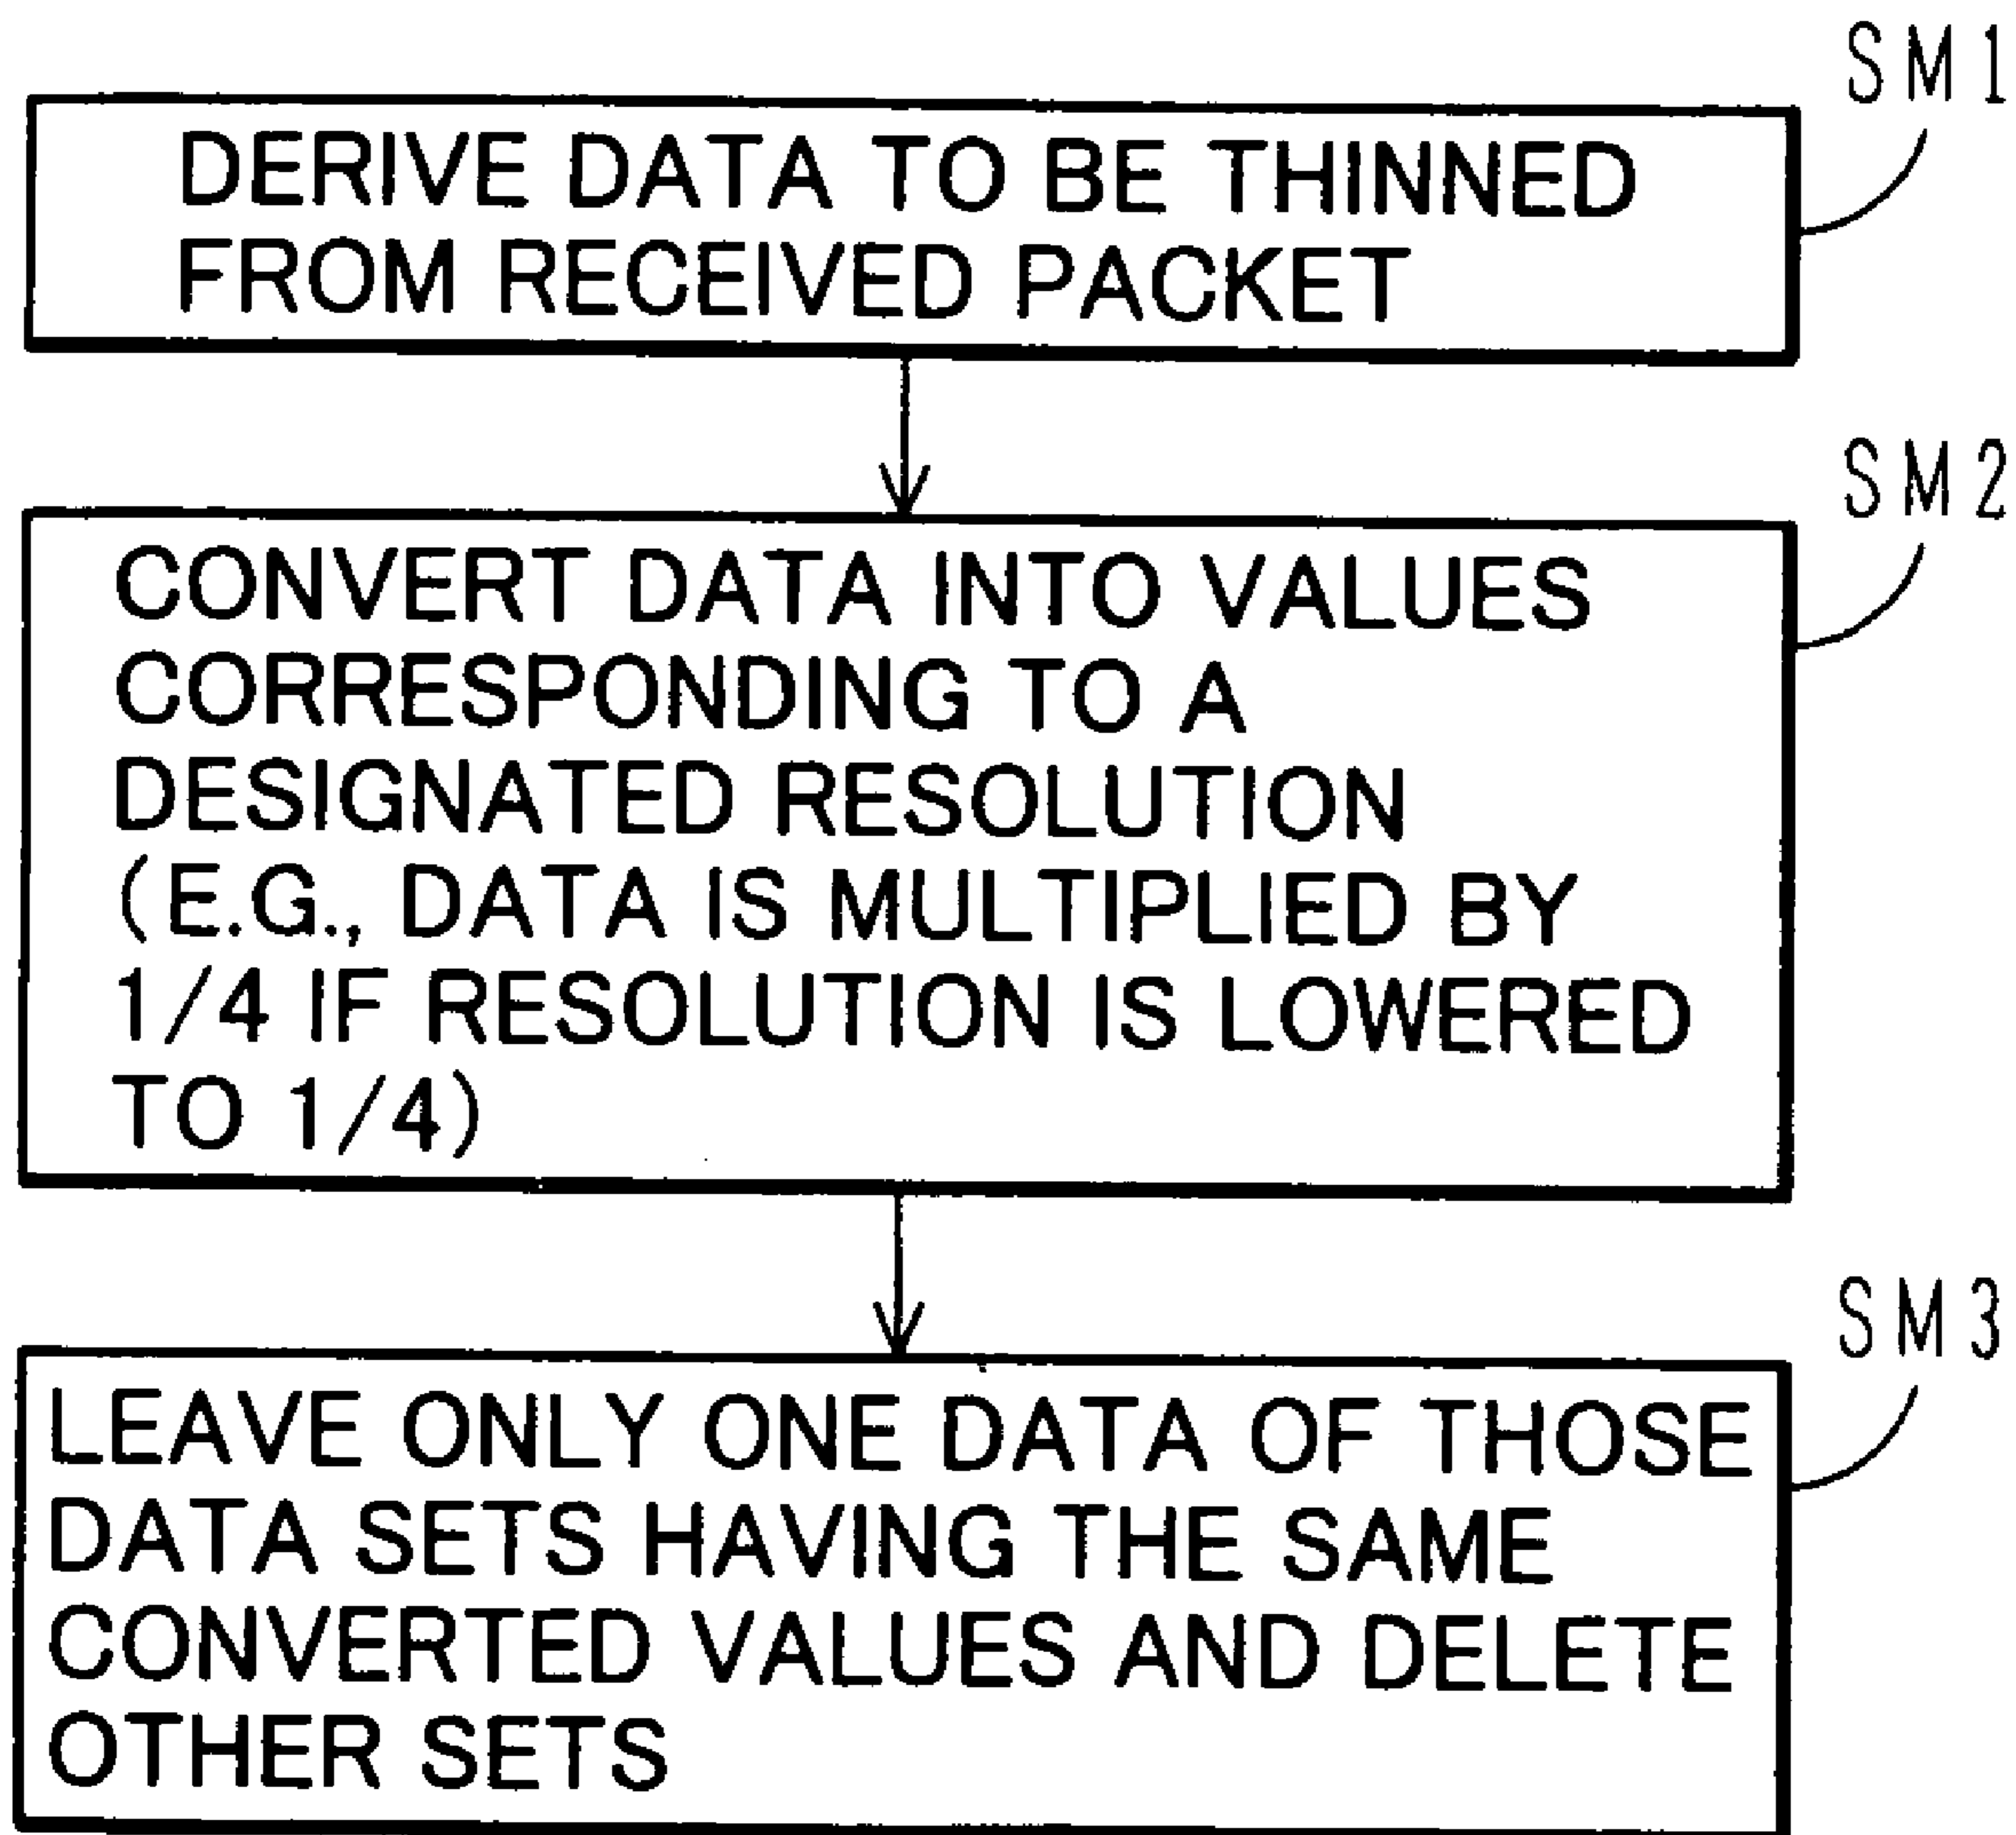 SM1
DERIVE DATA TO BE THINNED
FROM RECEIVED PACKET
SM2
CONVERT DATA INTO VALUES
CORRESPONDING TO A
DESIGNATED RESOLUTION
(E.G., DATA IS MULTIPLIED BY
1/4 IF RESOLUTION IS LOWERED
TO 1/4)
SM3
LEAVE ONLY ONE DATA OF THOSE
DATA SETS HAVING THE SAME
CONVERTED VALUES AND DELETE
OTHER SETS